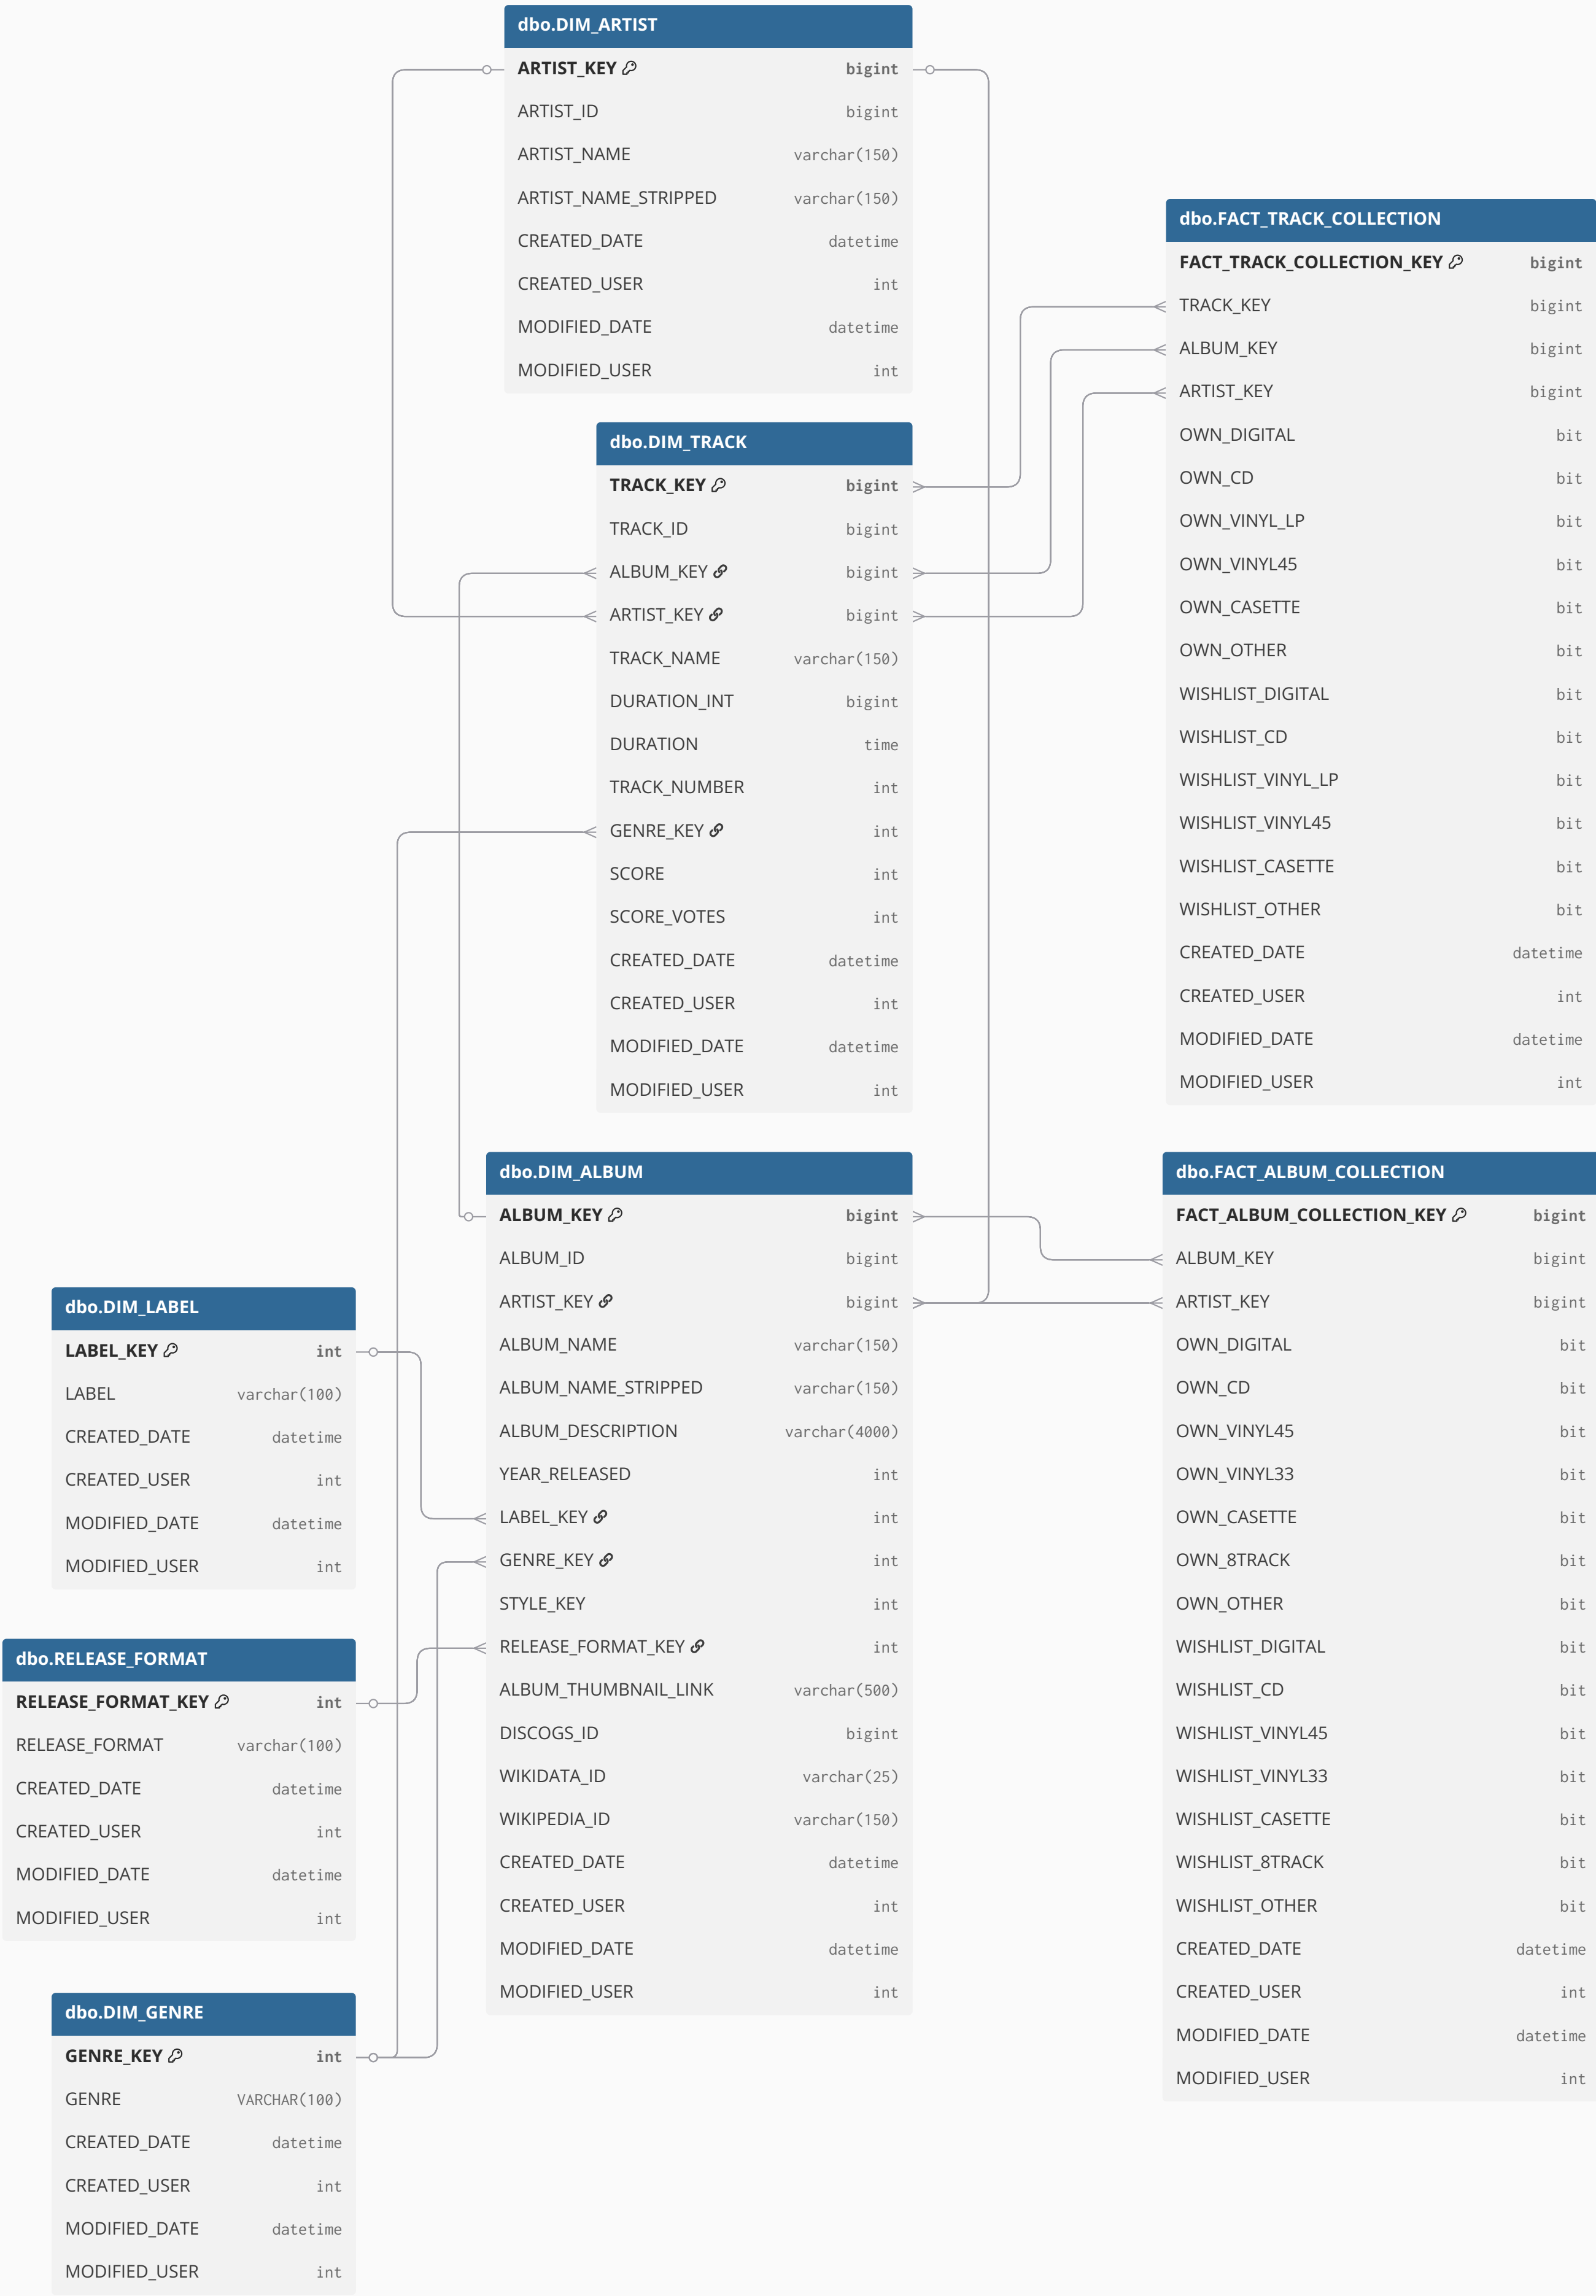 dbo.DIM_ARTIST
ARTIST_KEY bigint
ARTIST_ID bigint
ARTIST_NAME varchar(150)
ARTIST_NAME_STRIPPED varchar(150)
CREATED_DATE datetime
CREATED_USER int
MODIFIED_DATE datetime
MODIFIED_USER int
dbo.DIM_TRACK
TRACK_KEY bigint
TRACK_ID bigint
ALBUM_KEY bigint
ARTIST_KEY bigint
TRACK_NAME varchar(150)
DURATION_INT bigint
DURATION time
TRACK_NUMBER int
GENRE_KEY int
SCORE int
SCORE_VOTES int
CREATED_DATE datetime
CREATED_USER int
MODIFIED_DATE datetime
MODIFIED_USER int
dbo.FACT_TRACK_COLLECTION
FACT_TRACK_COLLECTION_KEY bigint
TRACK_KEY bigint
ALBUM_KEY bigint
ARTIST_KEY bigint
OWN_DIGITAL bit
OWN_CD bit
OWN_VINYL_LP bit
OWN_VINYL45 bit
OWN_CASETTE bit
OWN_OTHER bit
WISHLIST_DIGITAL bit
WISHLIST_CD bit
WISHLIST_VINYL_LP bit
WISHLIST_VINYL45 bit
WISHLIST_CASETTE bit
WISHLIST_OTHER bit
CREATED_DATE datetime
CREATED_USER int
MODIFIED_DATE datetime
MODIFIED_USER int
dbo.DIM_ALBUM
ALBUM_KEY bigint
ALBUM_ID bigint
ARTIST_KEY bigint
ALBUM_NAME varchar(150)
ALBUM_NAME_STRIPPED varchar(150)
ALBUM_DESCRIPTION varchar(4000)
YEAR_RELEASED int
LABEL_KEY int
GENRE_KEY int
STYLE_KEY int
RELEASE_FORMAT_KEY int
ALBUM_THUMBNAIL_LINK varchar(500)
DISCOGS_ID bigint
WIKIDATA_ID varchar(25)
WIKIPEDIA_ID varchar(150)
CREATED_DATE datetime
CREATED_USER int
MODIFIED_DATE datetime
MODIFIED_USER int
dbo.FACT_ALBUM_COLLECTION
FACT_ALBUM_COLLECTION_KEY bigint
ALBUM_KEY bigint
ARTIST_KEY bigint
OWN_DIGITAL bit
OWN_CD bit
OWN_VINYL45 bit
OWN_VINYL33 bit
OWN_CASETTE bit
OWN_8TRACK bit
OWN_OTHER bit
WISHLIST_DIGITAL bit
WISHLIST_CD bit
WISHLIST_VINYL45 bit
WISHLIST_VINYL33 bit
WISHLIST_CASETTE bit
WISHLIST_8TRACK bit
WISHLIST_OTHER bit
CREATED_DATE datetime
CREATED_USER int
MODIFIED_DATE datetime
MODIFIED_USER int
dbo.DIM_LABEL
LABEL_KEY int
LABEL varchar(100)
CREATED_DATE datetime
CREATED_USER int
MODIFIED_DATE datetime
MODIFIED_USER int
dbo.RELEASE_FORMAT
RELEASE_FORMAT_KEY int
RELEASE_FORMAT varchar(100)
CREATED_DATE datetime
CREATED_USER int
MODIFIED_DATE datetime
MODIFIED_USER int
dbo.DIM_GENRE
GENRE_KEY int
GENRE VARCHAR(100)
CREATED_DATE datetime
CREATED_USER int
MODIFIED_DATE datetime
MODIFIED_USER int